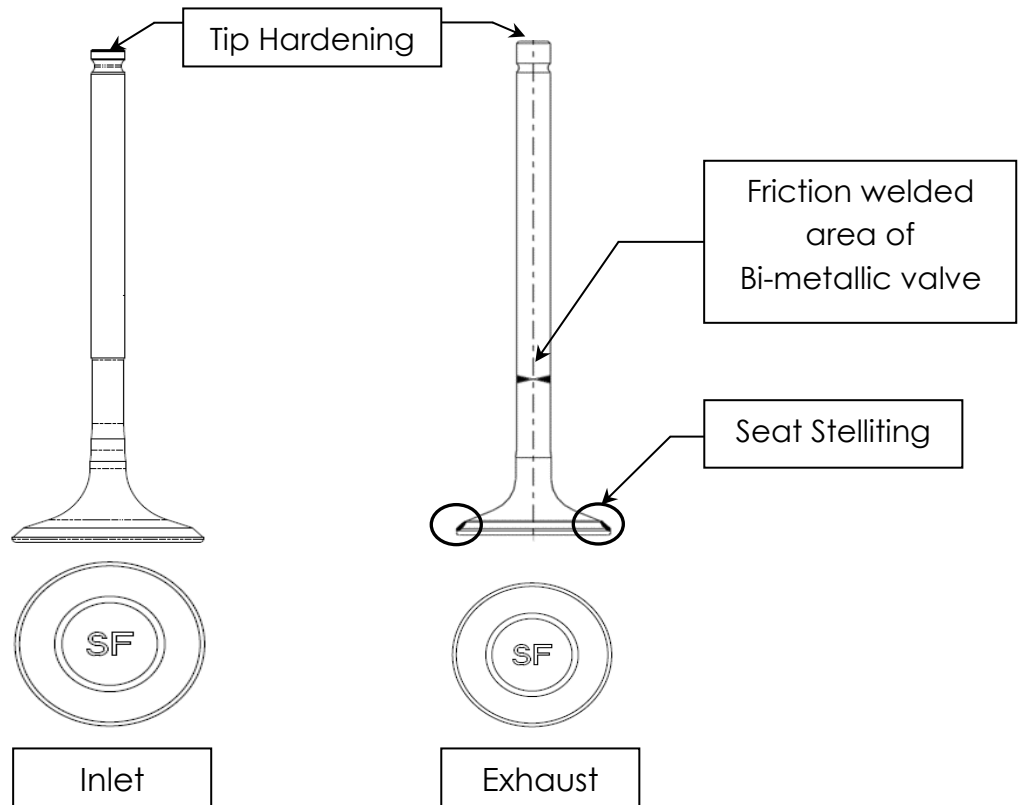 Tip Hardening
Friction welded
area of
Bi-metallic valve
Seat Stelliting
SF
SF
Inlet
Exhaust